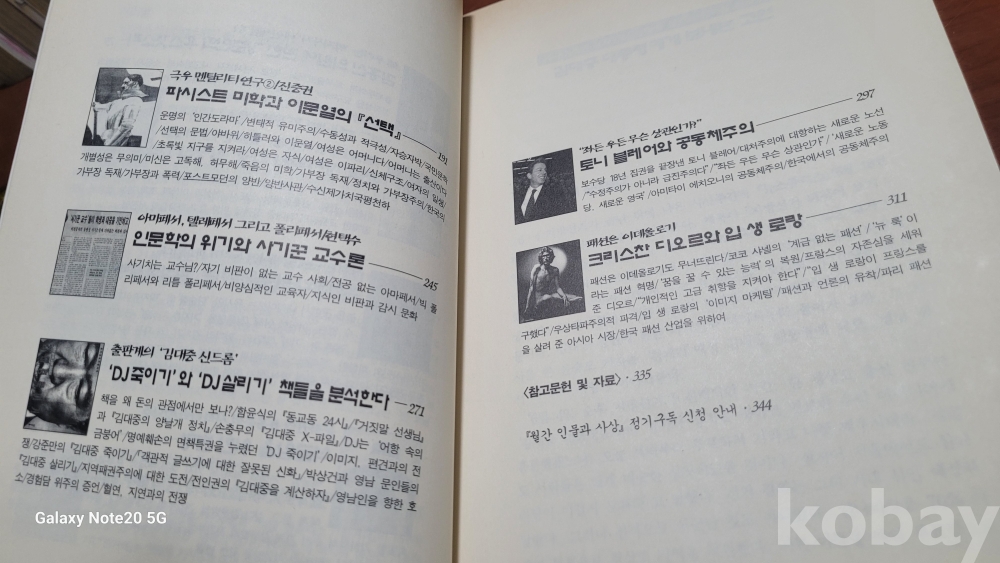 극우 멘탈리티 연구②/진중권
파시스트 미학과 이문열의 『선택』
191
운명의 '인간도라마'/변태적 유미주의/수동성과 적극성/자승자박/국민문학
/선택의 문법/야바위/히틀러와 이문열/여성은 어머니다/어머니는 출산이다
/초록빛 지구를 지켜라/여성은 자식/여성은 이파리/신체구조/여자의 일생/
개별성은 무의미/미신은 고독해, 허무해/죽음의 미학/가부장 독재/정치와 가부장주의/한국의
가부장 독재/가부장과 폭력/포스트모던의 양반/양반사관/수신제가치국평천하
아마페서, 텔레페서 그리고 폴리페서/변택수
인문학의 위기와 사기꾼 교수론
245
사기치는 교수님?/자기 비판이 없는 교수 사회/전공 없는 아마페서/빅 폴
리페서와 리틀 폴리페서/비양심적인 교육자/지식인 비판과 감시 문화
출판계의 '김대중 신드롬'
'DJ 죽이기'와 'DJ 살리기' 책들을 분석한다 — 271
책을 왜 돈의 관점에서만 보나?/함윤식의 『동교동 24시』/『거짓말 선생님』
과 『김대중의 양날개 정치』/손충무의 『김대중 X-파일』/DJ는 '어항 속의
금붕어'/명예훼손의 면책특권을 누렸던 'DJ 죽이기'/이미지, 편견과의 전
쟁/강준만의 『김대중 죽이기』/『객관적 글쓰기에 대한 잘못된 신화』/박상건과 영남 문인들의
『김대중 살리기』/지역패권주의에 대한 도전/전인권의 『김대중을 계산하자』/영남인을 향한 호
소/경험담 위주의 증언/혈연, 지연과의 전쟁
Galaxy Note20 5G
"좌든 우든 무슨 상관인가?"
토니 블레어와 공동체주의
297
보수당 18년 집권을 끝장낸 토니 블레어/대처주의에 대항하는 새로운 노선
/"수정주의가 아니라 급진주의다"/"좌든 우든 무슨 상관인가"/'새로운 노동
당, 새로운 영국'/아미타이 에치오니의 공동체주의/한국에서의 공동체주의
패션은 이데올로기
크리스찬 디오르와 입 생 로랑
311
패션은 이데올로기도 무너뜨린다/코코 샤넬의 '계급 없는 패션'/'뉴 룩'이
라는 패션 혁명/'꿈을 꿀 수 있는 능력'의 복원/프랑스의 자존심을 세워
준 디오르/"개인적인 고급 취향을 지켜야 한다"/"입 생 로랑이 프랑스를
구했다"/우상타파주의적 파격/입 생 로랑의 '이미지 마케팅'/패션과 언론의 유착/파리 패션
을 살려 준 아시아 시장/한국 패션 산업을 위하여
〈참고문헌 및 자료〉· 335
『월간 인물과 사상』 정기구독 신청 안내 · 344
kobay